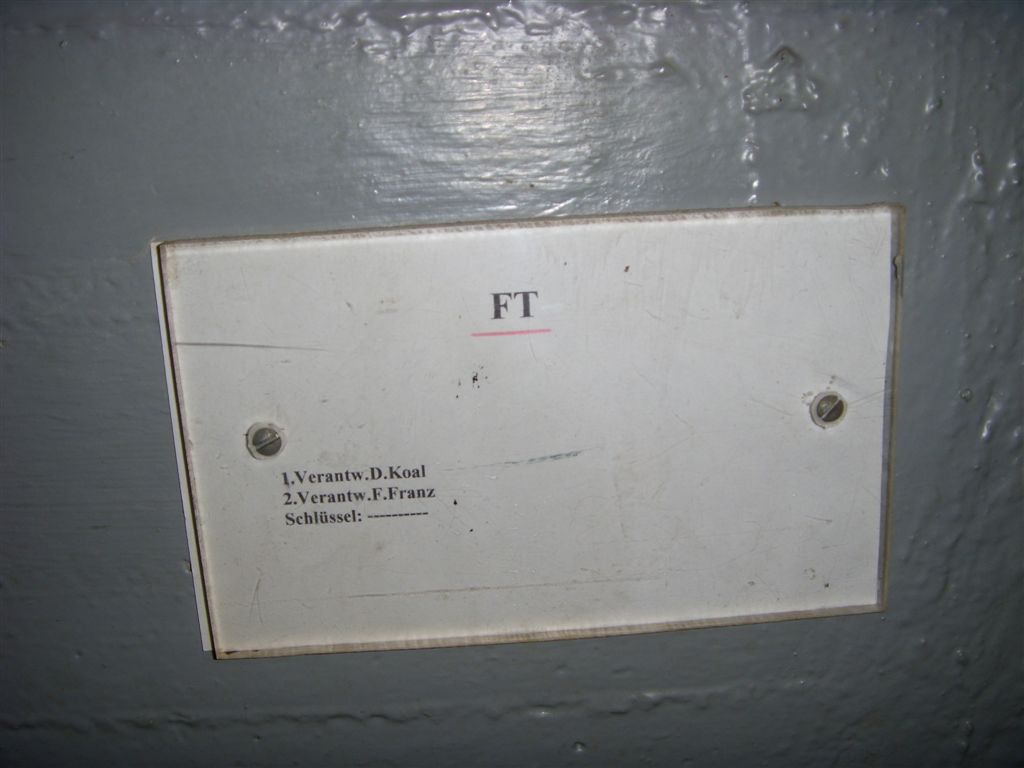 FT
1.Verantw.D.Koal
2.Verantw.F.Franz
Schlüssel: ----------